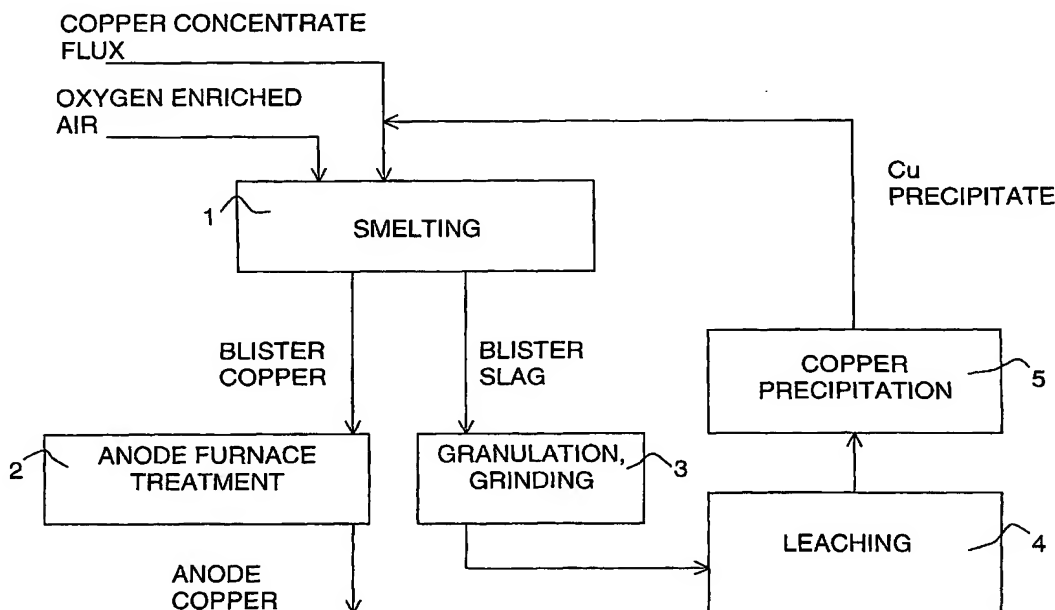 COPPER CONCENTRATE
FLUX
OXYGEN ENRICHED
AIR
Cu
PRECIPITATE
1
SMELTING
BLISTER
COPPER
BLISTER
SLAG
COPPER
PRECIPITATION
5
2
ANODE FURNACE
TREATMENT
GRANULATION,
GRINDING
3
LEACHING
4
ANODE
COPPER